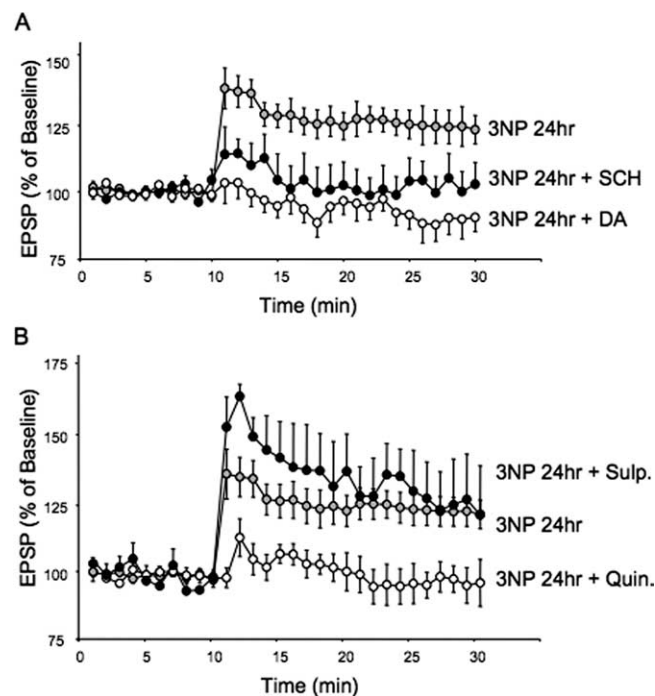 A
EPSP (% of Baseline)
150
125
100
75
3NP 24hr
3NP 24hr + SCH
3NP 24hr + DA
0 5 10 15 20 25 30
Time (min)
B
EPSP (% of Baseline)
175
150
125
100
75
3NP 24hr + Sulp.
3NP 24hr
3NP 24hr + Quin.
0 5 10 15 20 25 30
Time (min)